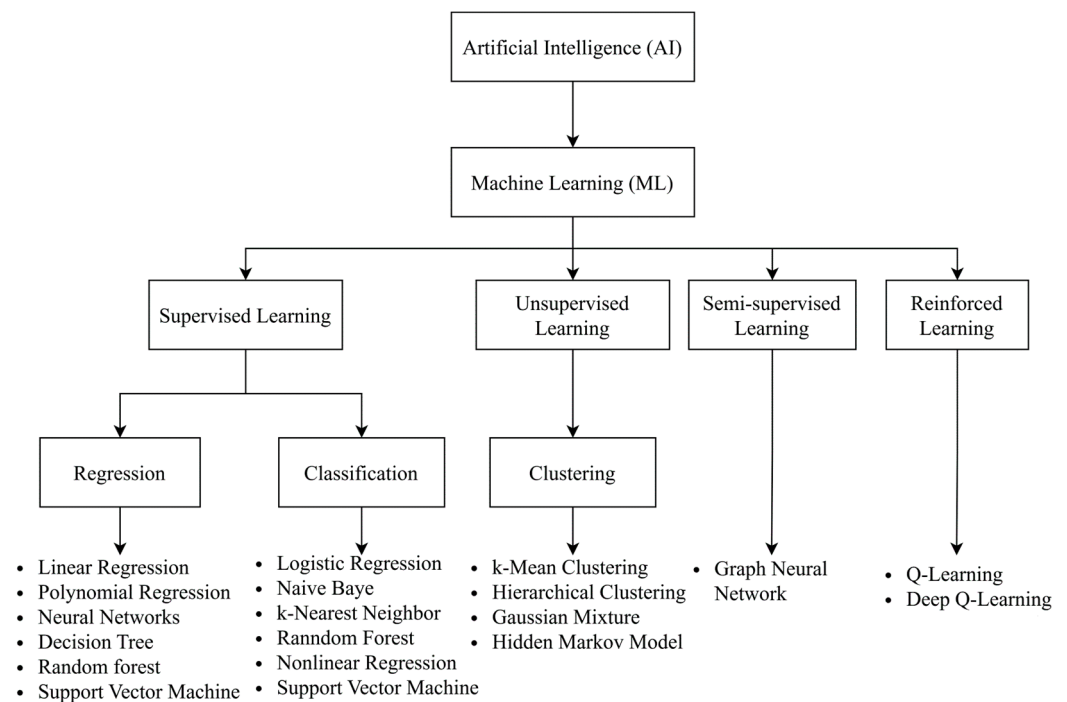 Artificial Intelligence (AI)
Machine Learning (ML)
Supervised Learning
Unsupervised
Learning
Semi-supervised
Learning
Reinforced
Learning
Regression
Classification
Clustering
• Linear Regression
• Polynomial Regression
• Neural Networks
• Decision Tree
• Random forest
• Support Vector Machine
• Logistic Regression
• Naive Baye
• k-Nearest Neighbor
• Ranndom Forest
• Nonlinear Regression
• Support Vector Machine
• k-Mean Clustering
• Hierarchical Clustering
• Gaussian Mixture
• Hidden Markov Model
• Graph Neural
Network
• Q-Learning
• Deep Q-Learning